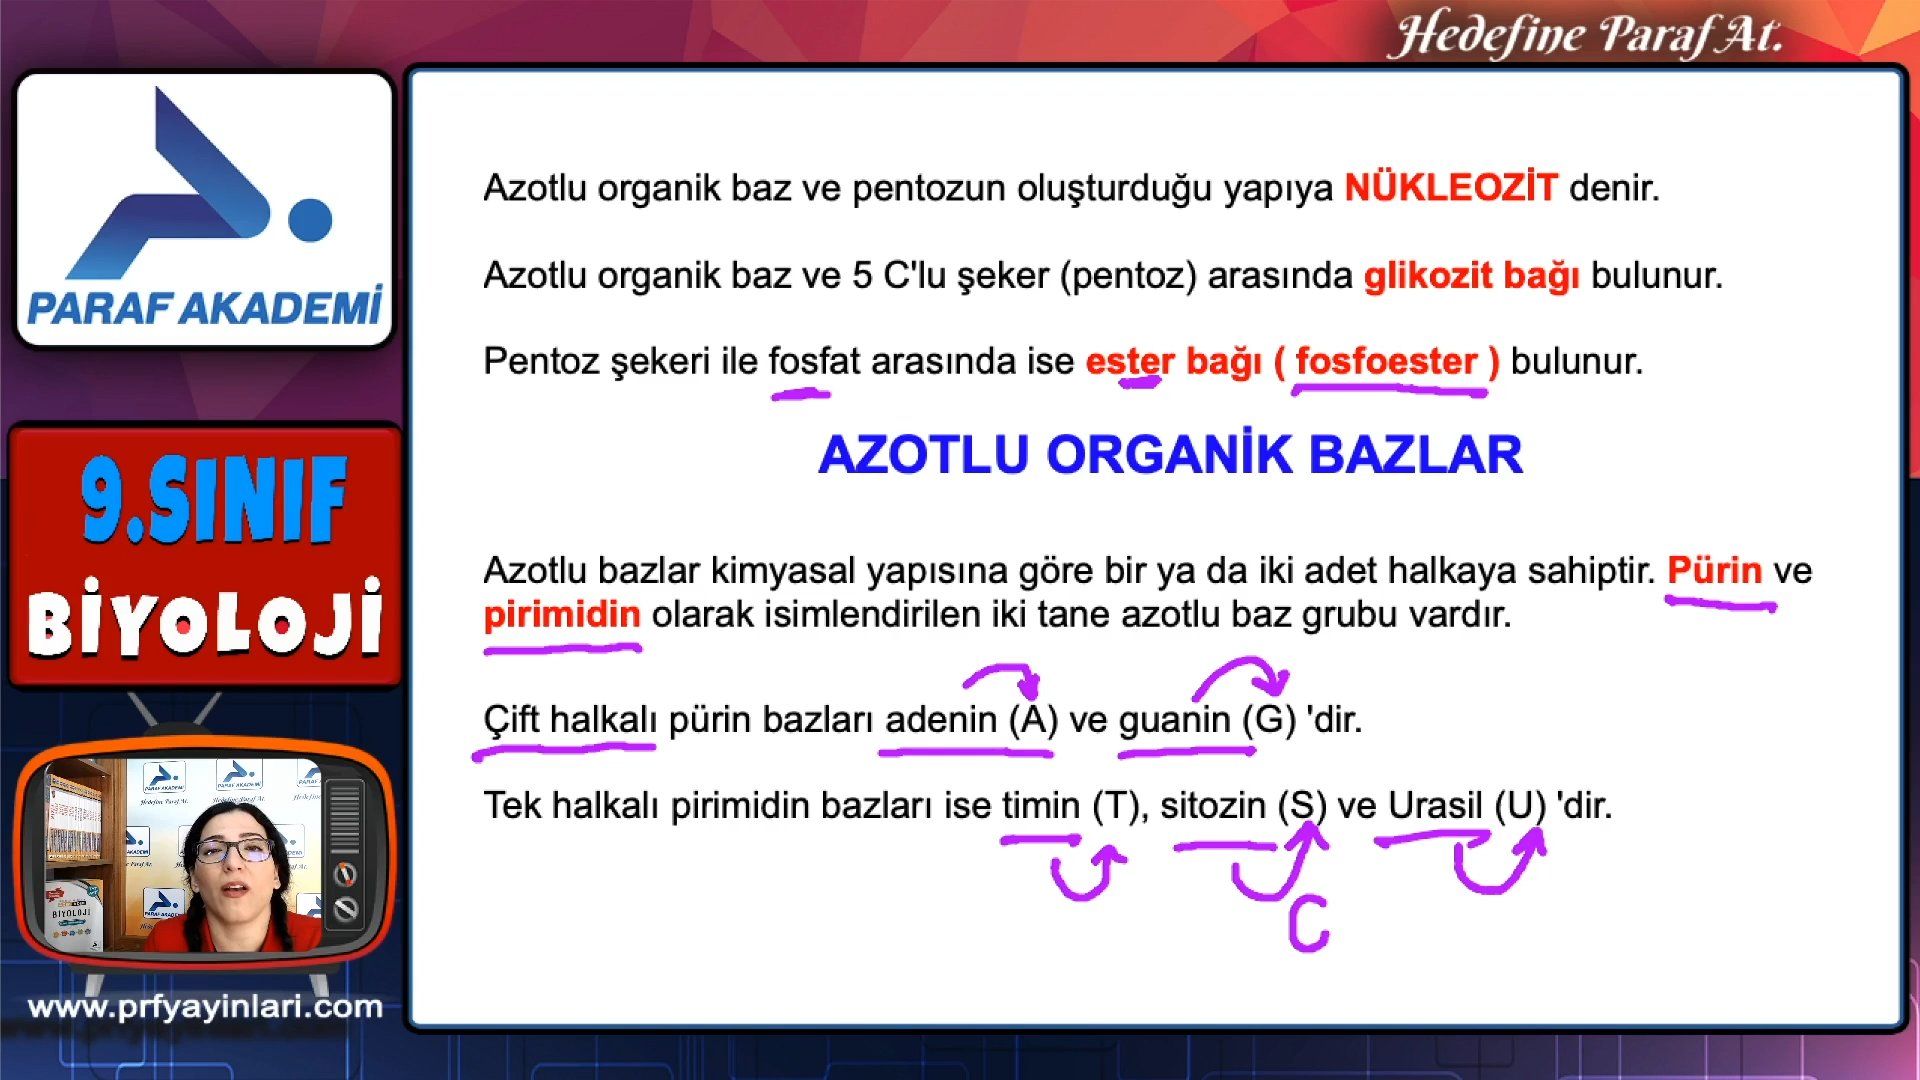 Hedefine Paraf At.
PARAF AKADEMİ
9.SINIF
BİYOLOJİ
BİYOLOJİ
www.prfyayinlari.com
Azotlu organik baz ve pentozun oluşturduğu yapıya NÜKLEOZİT denir.
Azotlu organik baz ve 5 C'lu şeker (pentoz) arasında glikozit bağı bulunur.
Pentoz şekeri ile fosfat arasında ise ester bağı ( fosfoester ) bulunur.
AZOTLU ORGANİK BAZLAR
Azotlu bazlar kimyasal yapısına göre bir ya da iki adet halkaya sahiptir. Pürin ve
pirimidin olarak isimlendirilen iki tane azotlu baz grubu vardır.
Çift halkalı pürin bazları adenin (A) ve guanin (G) 'dir.
Tek halkalı pirimidin bazları ise timin (T), sitozin (S) ve Urasil (U) 'dir.
C